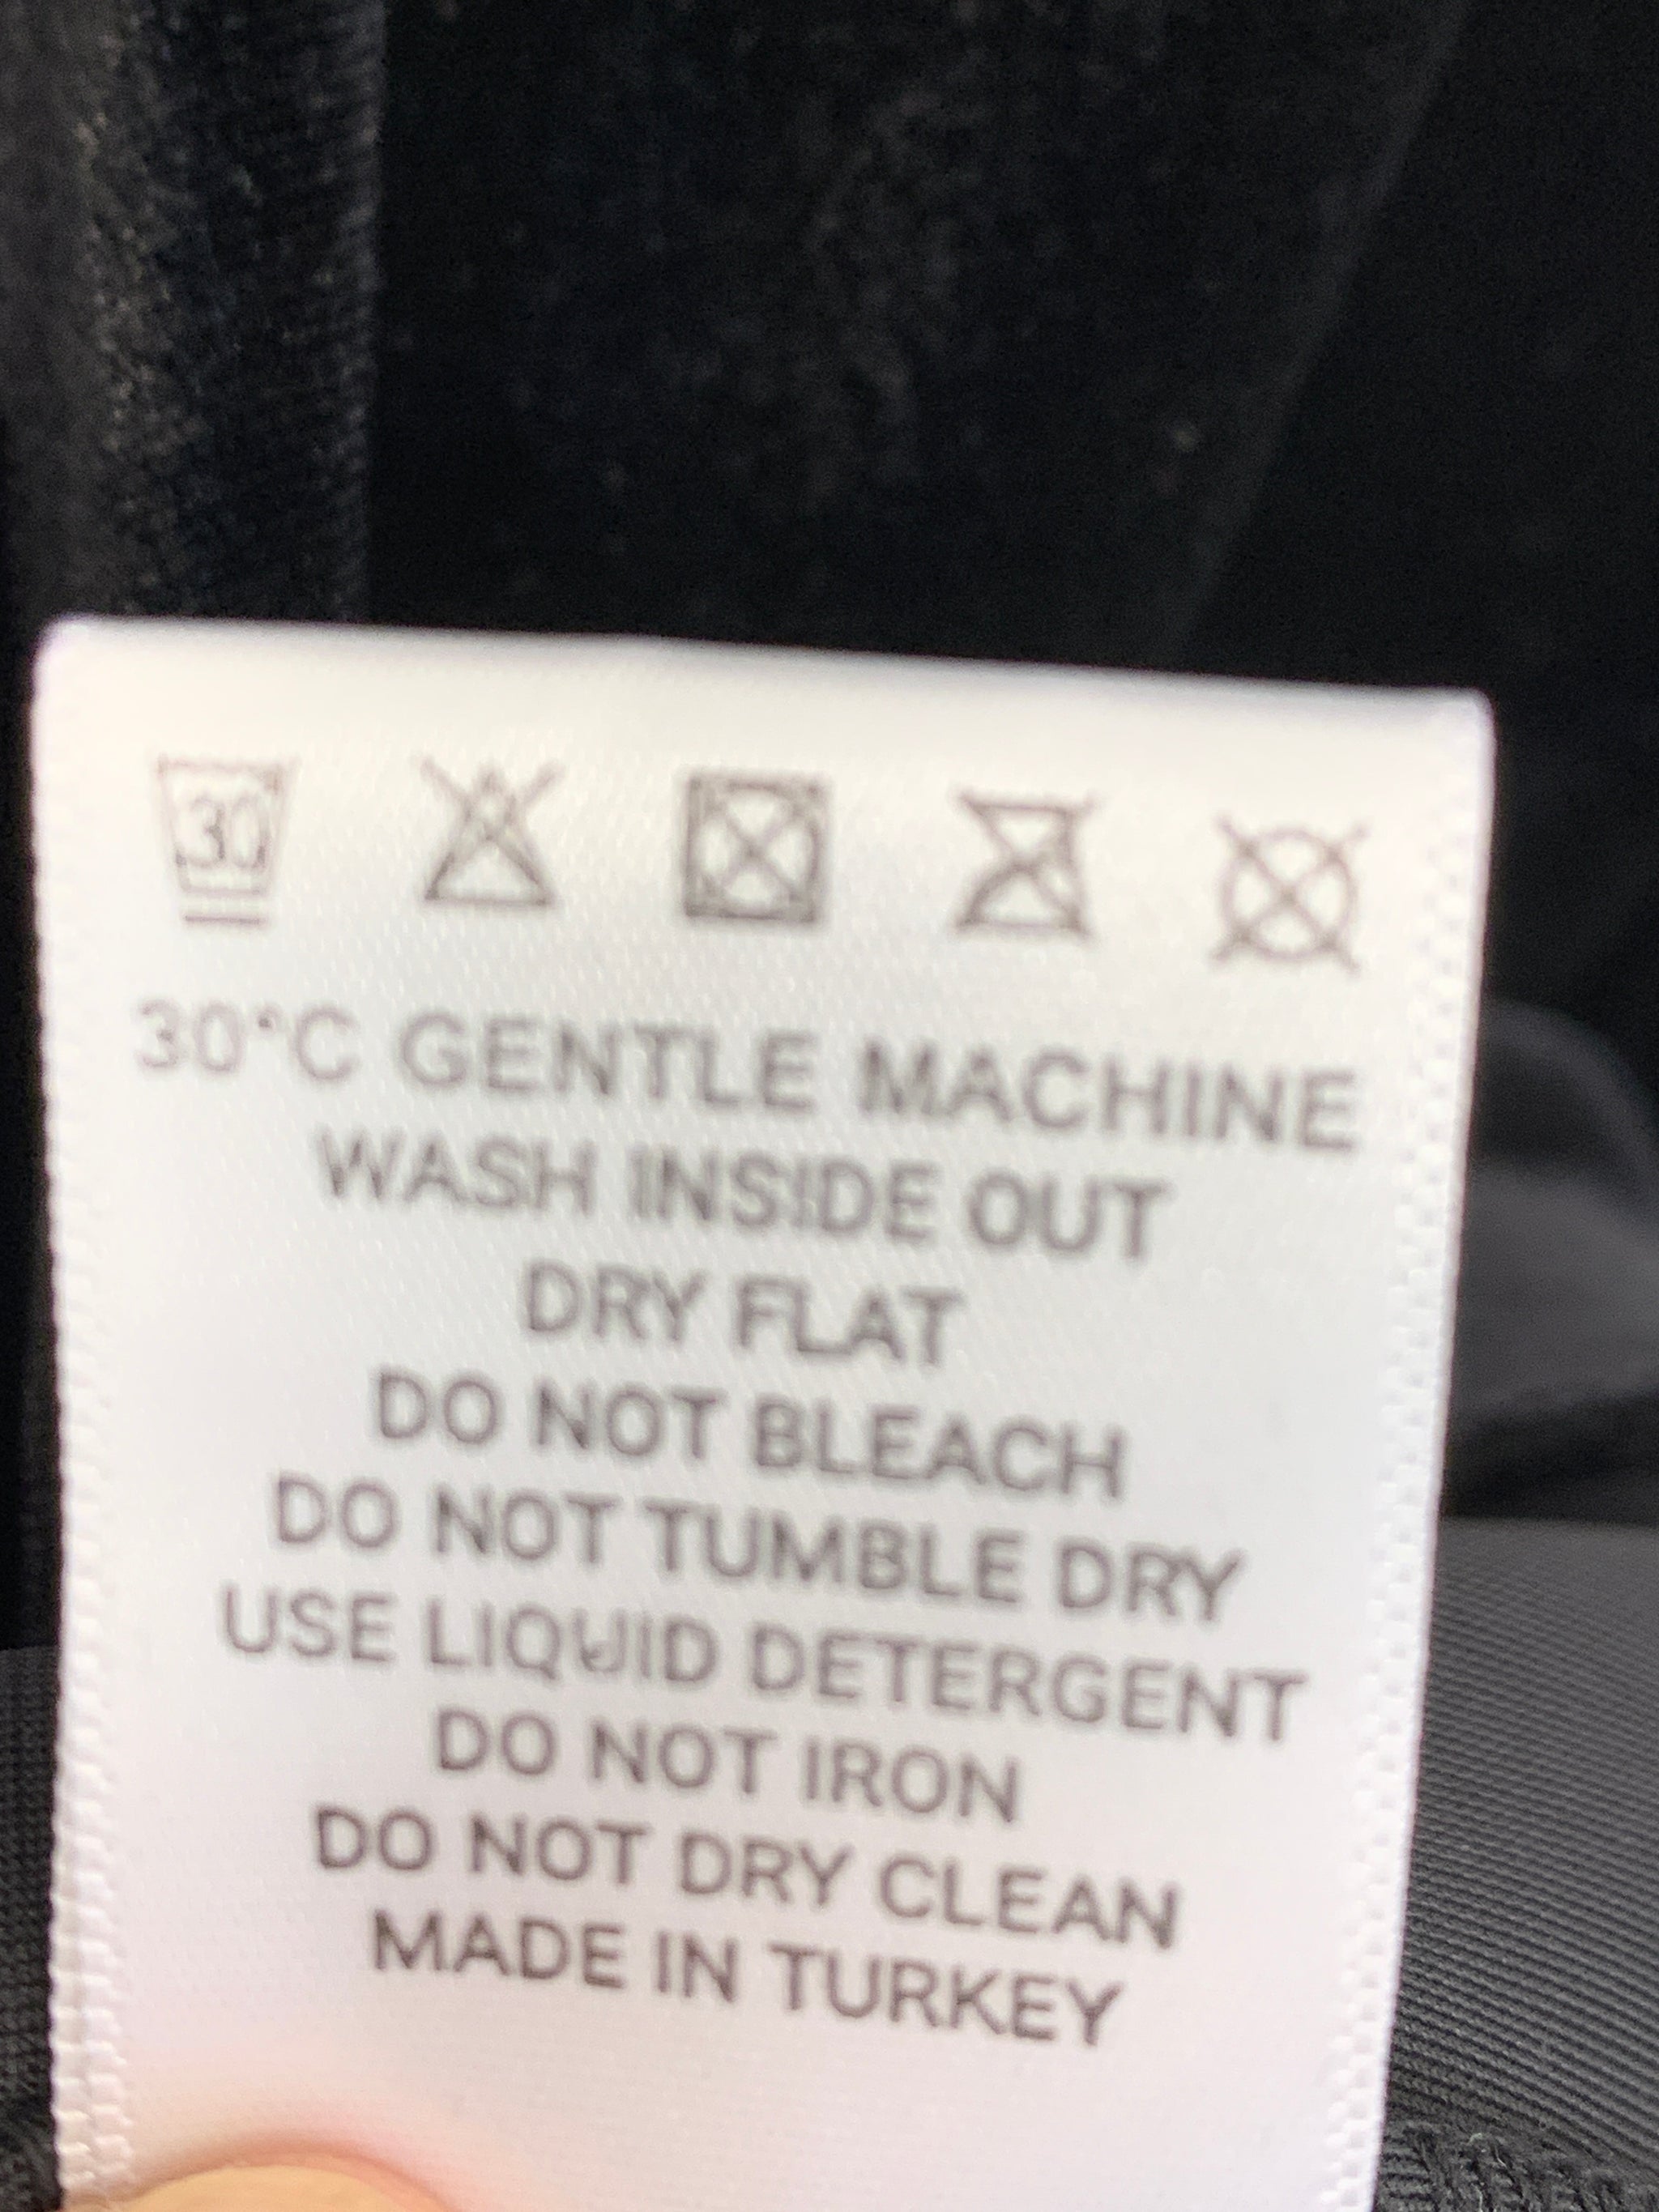 30
30°C GENTLE MACHINE
WASH INSIDE OUT
DRY FLAT
DO NOT BLEACH
DO NOT TUMBLE DRY
USE LIQUID DETERGENT
DO NOT IRON
DO NOT DRY CLEAN
MADE IN TURKEY